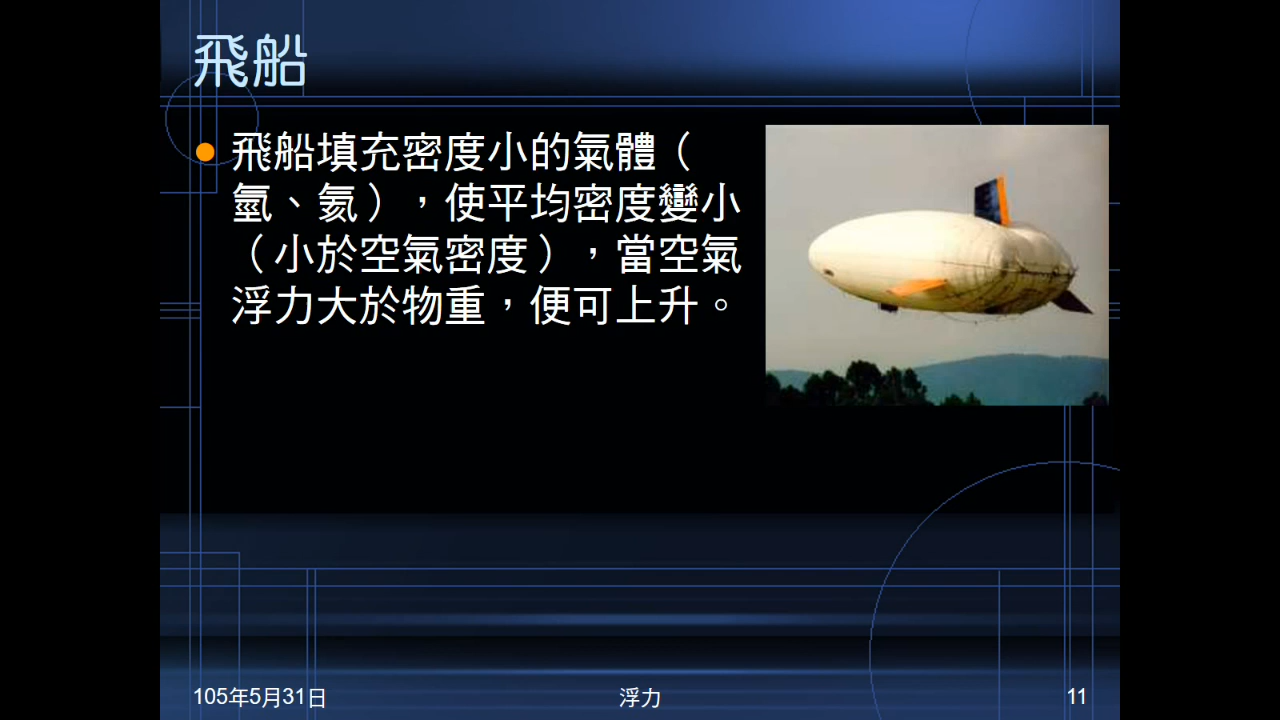 飛船
飛船填充密度小的氣體（
氫、氦），使平均密度變小
（小於空氣密度），當空氣
浮力大於物重，便可上升。
105年5月31日
浮力
11